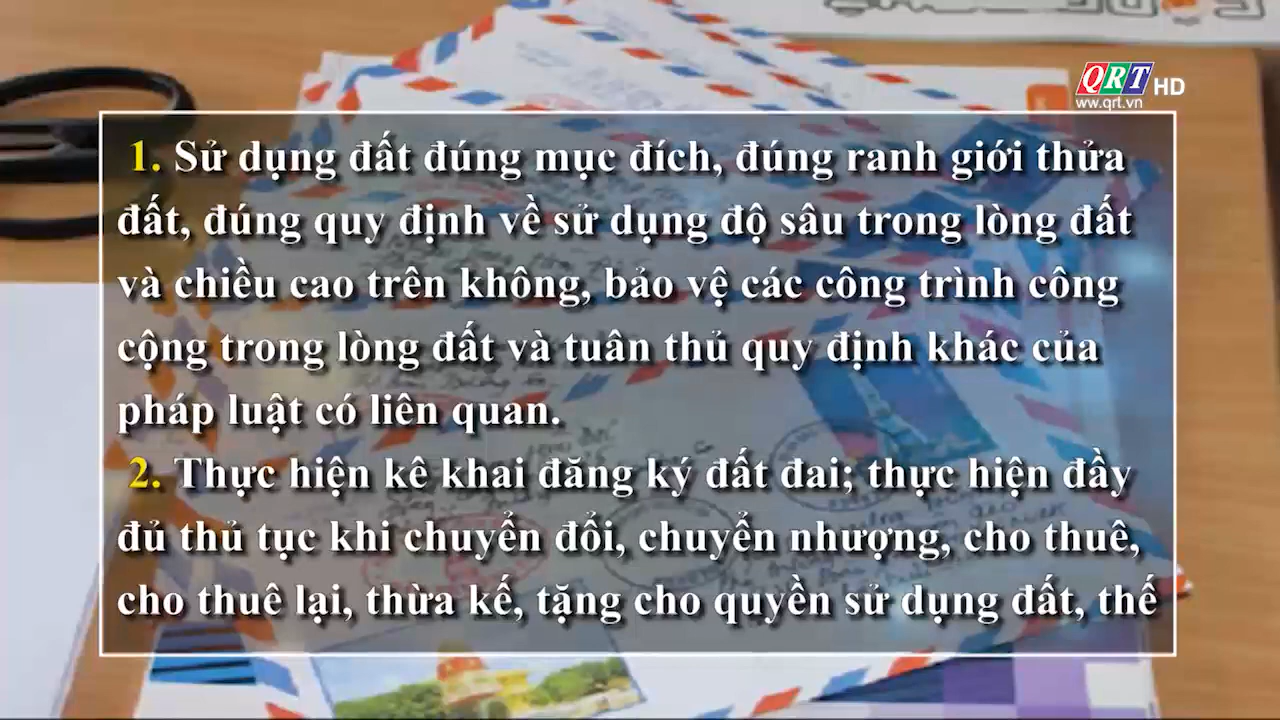 QRT HD
www.qrt.vn
1. Sử dụng đất đúng mục đích, đúng ranh giới thửa
đất, đúng quy định về sử dụng độ sâu trong lòng đất
và chiều cao trên không, bảo vệ các công trình công
cộng trong lòng đất và tuân thủ quy định khác của
pháp luật có liên quan.
2. Thực hiện kê khai đăng ký đất đai; thực hiện đầy
đủ thủ tục khi chuyển đổi, chuyển nhượng, cho thuê,
cho thuê lại, thừa kế, tặng cho quyền sử dụng đất, thế